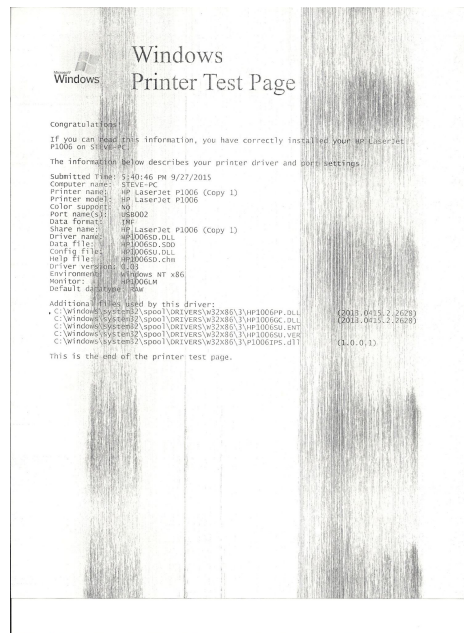 Microsoft
Windows
Windows
Printer Test Page
Congratulations!
If you can read this information, you have correctly installed your HP LaserJet
P1006 on STEVE-PC.
The information below describes your printer driver and port settings.
Submitted Time: 5:40:46 PM 9/27/2015
Computer name: STEVE-PC
Printer name: HP LaserJet P1006 (Copy 1)
Printer model: HP LaserJet P1006
Color support: No
Port name(s): USB002
Data format: IMF
Share name: HP LaserJet P1006 (Copy 1)
Driver name: HP1006SD.DLL
Data file: HP1006SD.SDD
Config file: HP1006SU.DLL
Help file: HP1006SD.chm
Driver version: 0.03
Environment: Windows NT x86
Monitor: HP1006LM
Default datatype: RAW
Additional files used by this driver:
C:\Windows\system32\spool\DRIVERS\W32X86\3\HP1006PP.DLL (2013.0415.2.2628)
C:\Windows\system32\spool\DRIVERS\W32X86\3\HP1006GC.DLL (2013.0415.2.2628)
C:\Windows\system32\spool\DRIVERS\W32X86\3\HP1006SU.ENT
C:\Windows\system32\spool\DRIVERS\W32X86\3\HP1006SU.VER
C:\Windows\system32\spool\DRIVERS\W32X86\3\P1006IPS.dll (1.0.0.1)
This is the end of the printer test page.